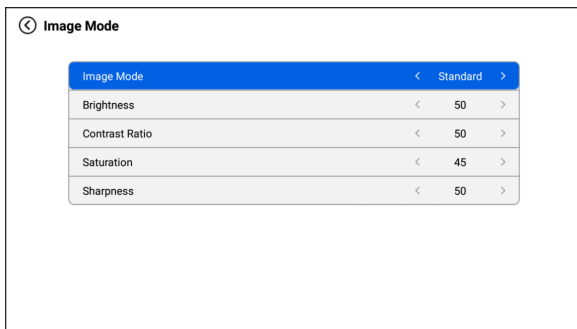 Image Mode
Image Mode < Standard >
Brightness < 50 >
Contrast Ratio < 50 >
Saturation < 45 >
Sharpness < 50 >